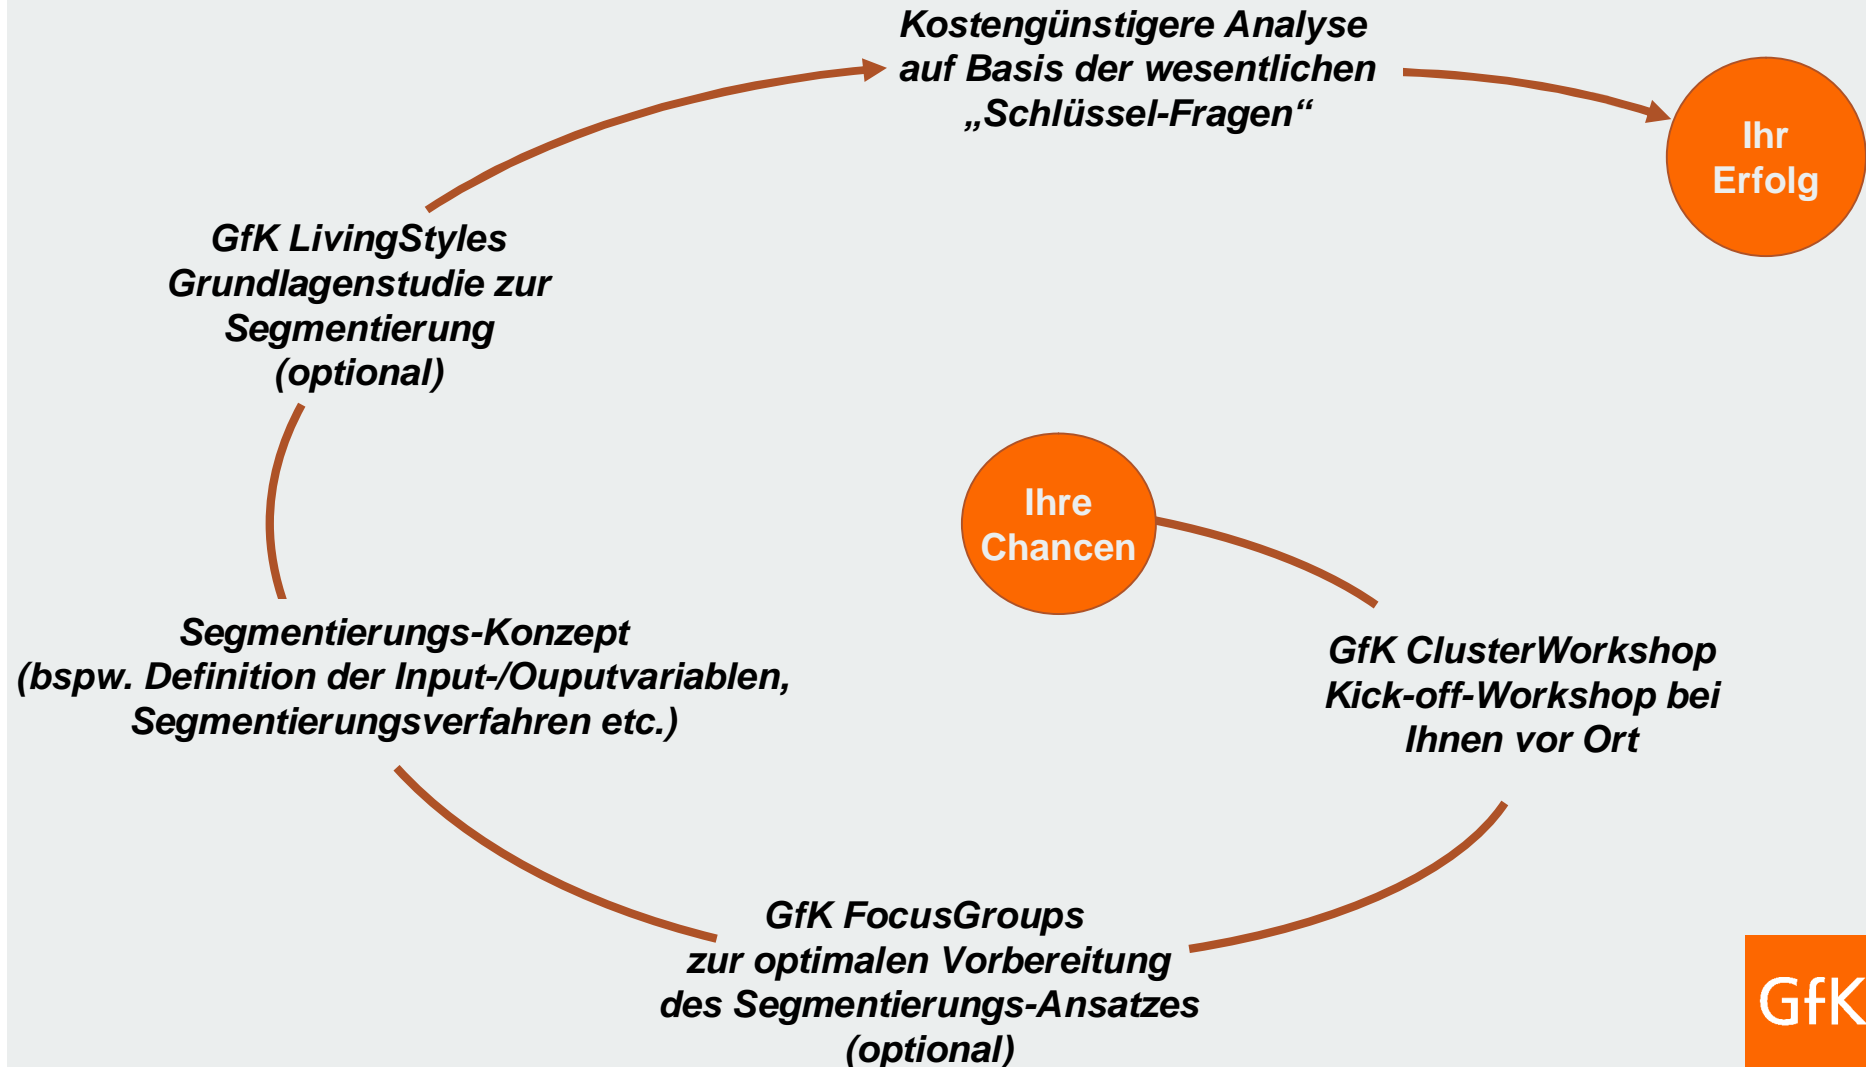 Kostengünstigere Analyse
auf Basis der wesentlichen
„Schlüssel-Fragen“
Ihr
Erfolg
GfK LivingStyles
Grundlagenstudie zur
Segmentierung
(optional)
Ihre
Chancen
Segmentierungs-Konzept
(bspw. Definition der Input-/Ouputvariablen,
Segmentierungsverfahren etc.)
GfK ClusterWorkshop
Kick-off-Workshop bei
Ihnen vor Ort
GfK FocusGroups
zur optimalen Vorbereitung
des Segmentierungs-Ansatzes
(optional)
GfK